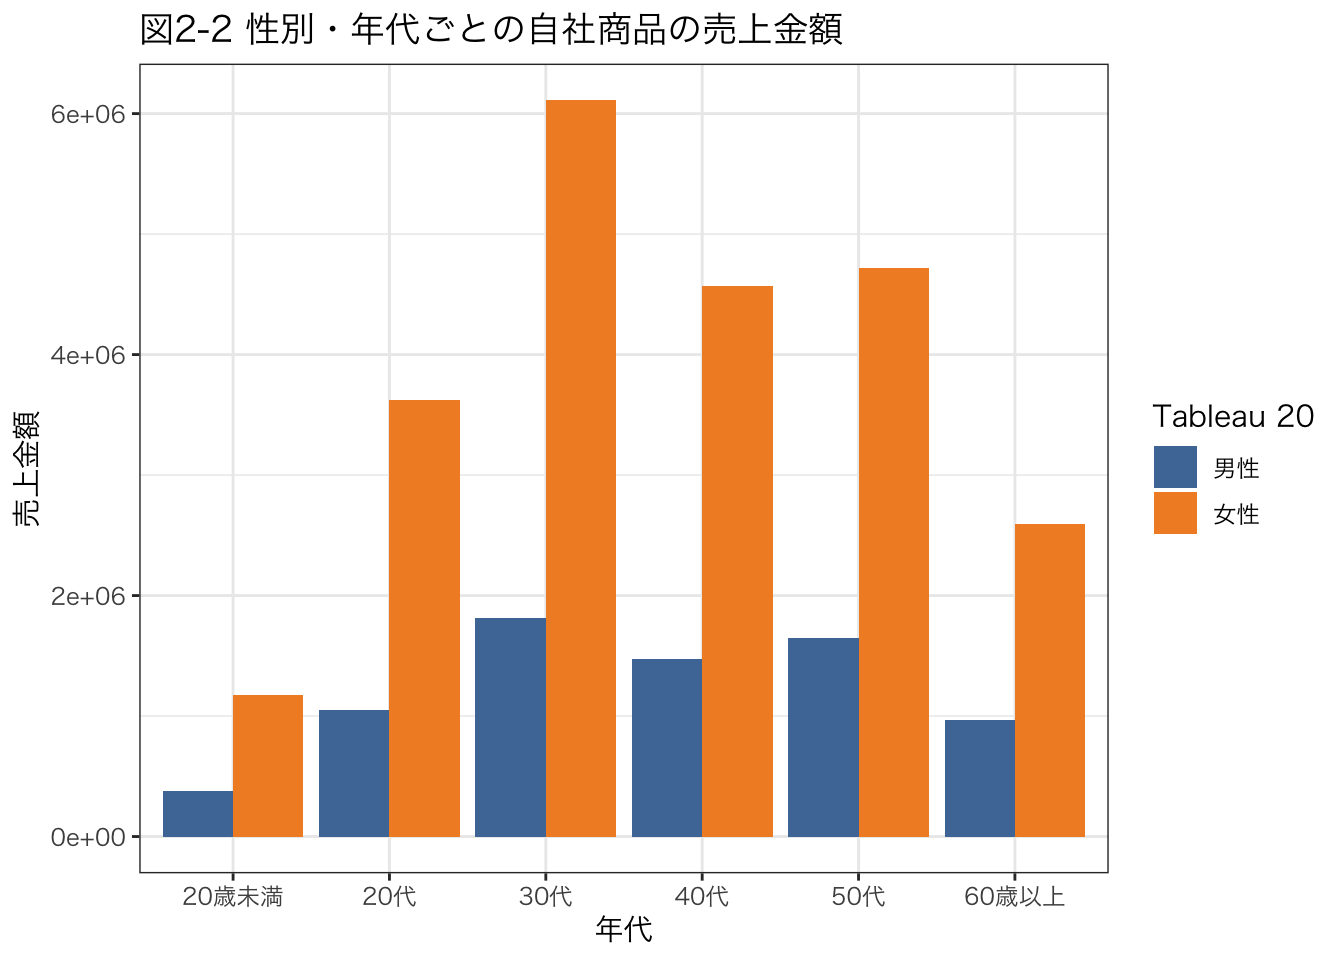 図2-2 性別・年代ごとの自社商品の売上金額
売上金額
6e+06
4e+06
2e+06
0e+00
20歳未満
20代
30代
40代
50代
60歳以上
年代
Tableau 20
男性
女性